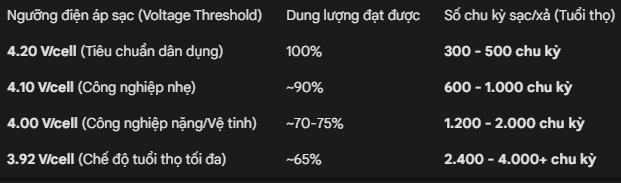 Ngưỡng điện áp sạc (Voltage Threshold) Dung lượng đạt được Số chu kỳ sạc/xả (Tuổi thọ)
4.20 V/cell (Tiêu chuẩn dân dụng) 100% 300 - 500 chu kỳ
4.10 V/cell (Công nghiệp nhẹ) ~90% 600 - 1.000 chu kỳ
4.00 V/cell (Công nghiệp nặng/Vệ tinh) ~70-75% 1.200 - 2.000 chu kỳ
3.92 V/cell (Chế độ tuổi thọ tối đa) ~65% 2.400 - 4.000+ chu kỳ